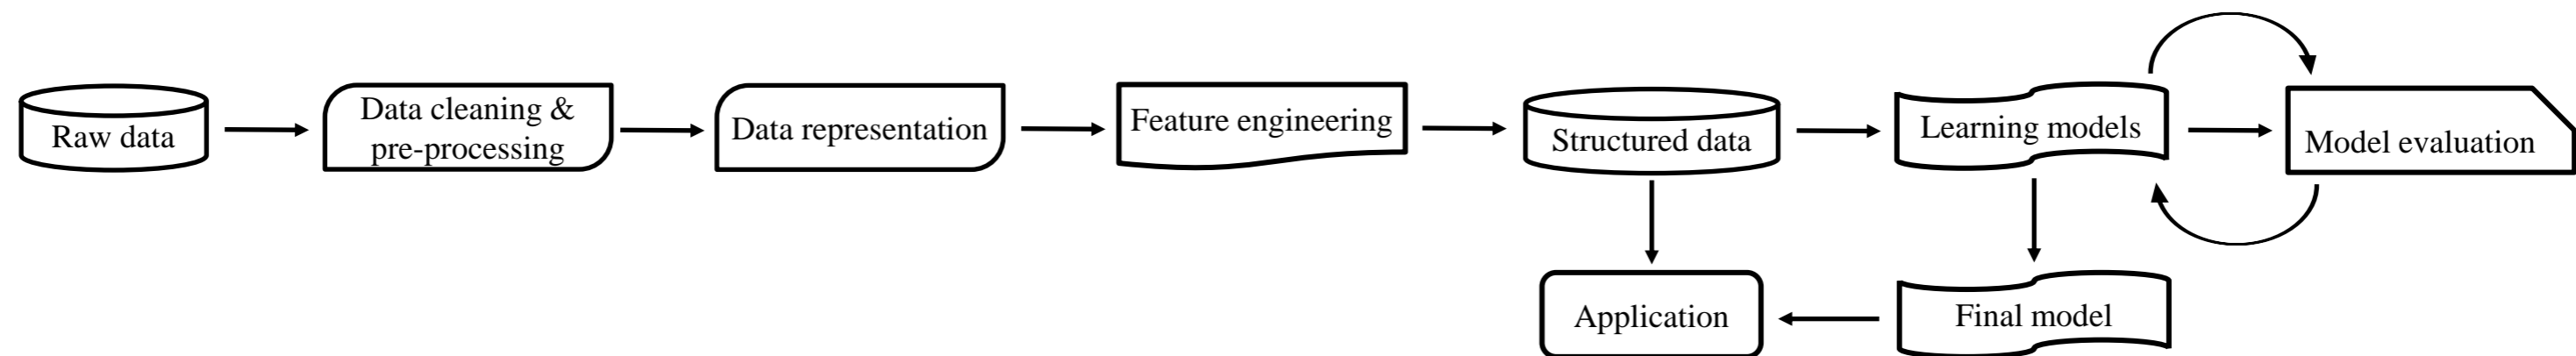 Raw data
Data cleaning &
pre-processing
Data representation
Feature engineering
Structured data
Learning models
Model evaluation
Application
Final model